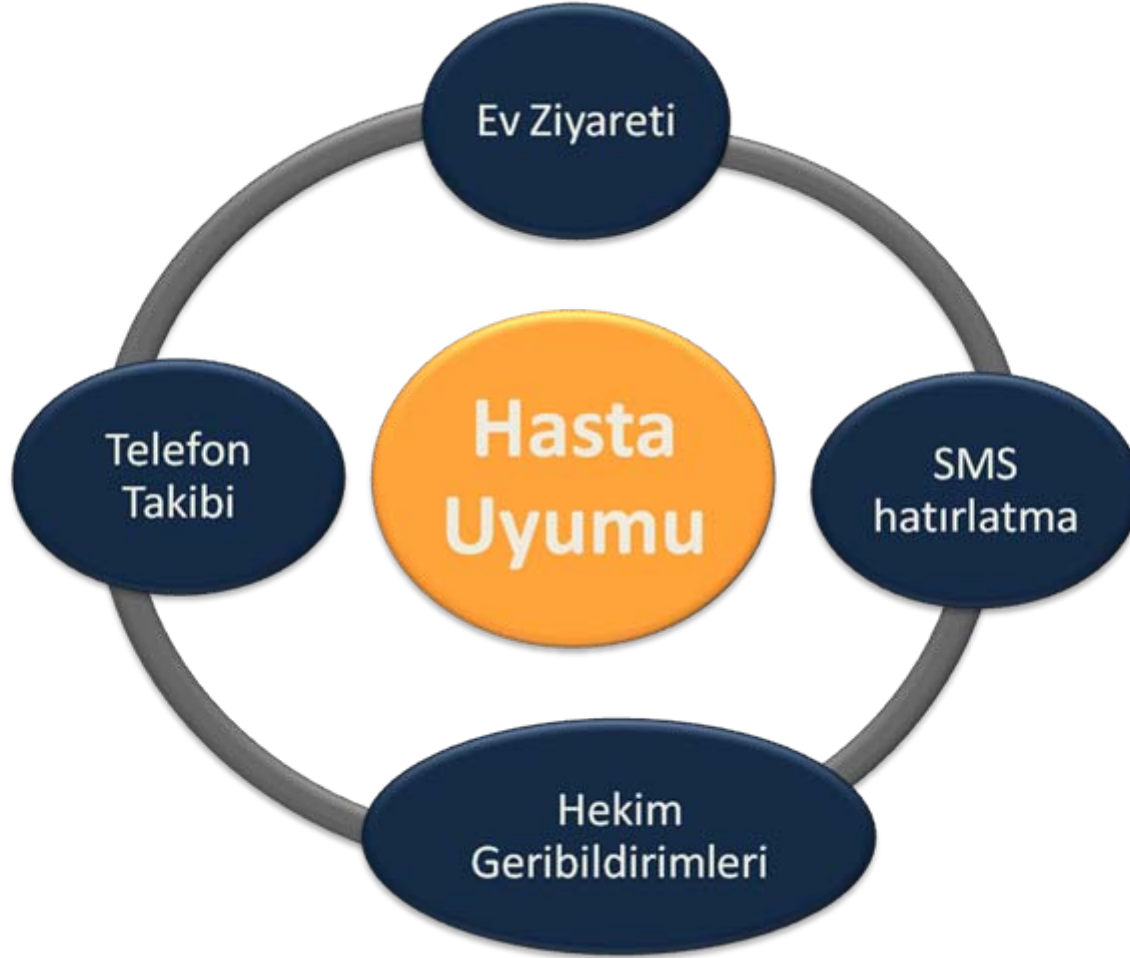 Ev Ziyareti
Telefon
Takibi
Hasta
Uyumu
SMS
hatırlatma
Hekim
Geribildirimleri